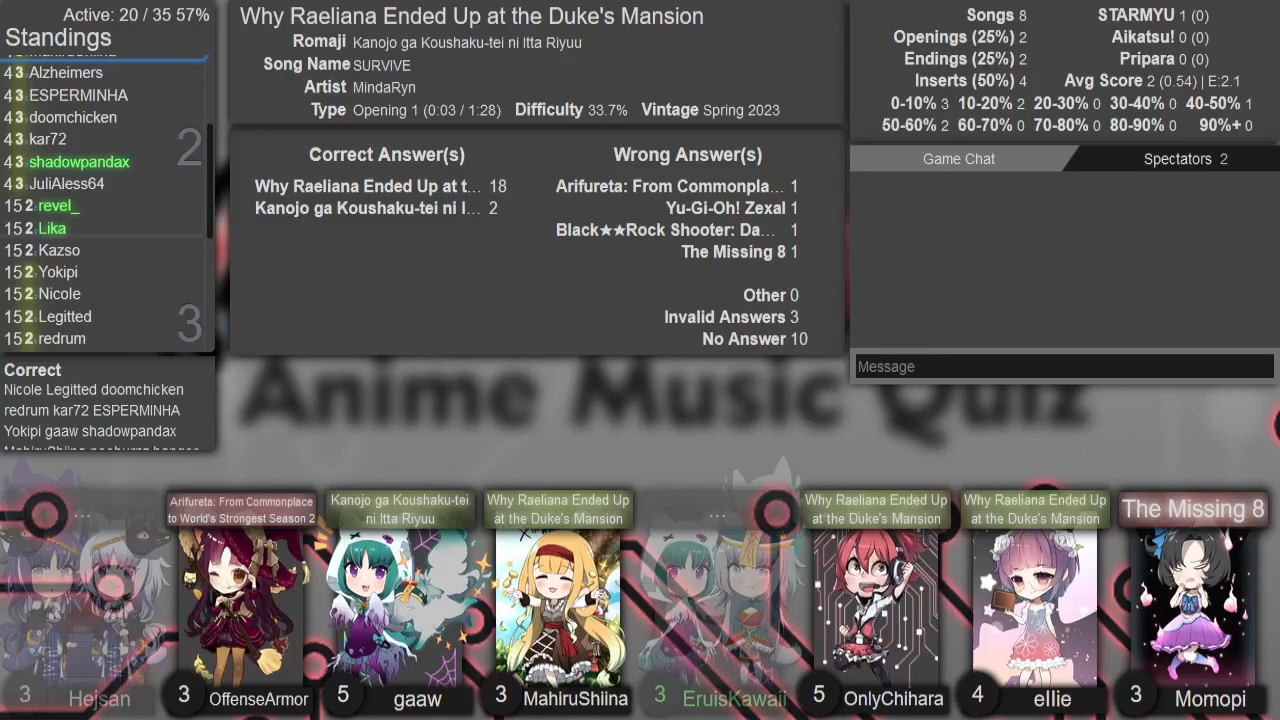 Active: 20 / 35 57%
Standings
4 3 Alzheimers
4 3 ESPERMINHA
4 3 doomchicken
4 3 kar72
4 3 shadowpandax
4 3 JuliAless64
2
15 2 revel_
15 2 Lika
15 2 Kazso
15 2 Yokipi
15 2 Nicole
15 2 Legitted
15 2 redrum
3
Correct
Nicole Legitted doomchicken
redrum kar72 ESPERMINHA
Yokipi gaaw shadowpandax
Why Raeliana Ended Up at the Duke's Mansion
Romaji Kanojo ga Koushaku-tei ni Itta Riyuu
Song Name SURVIVE
Artist MindaRyn
Type Opening 1 (0:03 / 1:28) Difficulty 33.7% Vintage Spring 2023
Correct Answer(s)
Why Raeliana Ended Up at t... 18
Kanojo ga Koushaku-tei ni I... 2
Wrong Answer(s)
Arifureta: From Commonpla... 1
Yu-Gi-Oh! Zexal 1
Black★★Rock Shooter: Da... 1
The Missing 8 1
Other 0
Invalid Answers 3
No Answer 10
Songs 8 STARMYU 1 (0)
Openings (25%) 2 Aikatsu! 0 (0)
Endings (25%) 2 Pripara 0 (0)
Inserts (50%) 4 Avg Score 2 (0.54) | E:2.1
0-10% 3 10-20% 2 20-30% 0 30-40% 0 40-50% 1
50-60% 2 60-70% 0 70-80% 0 80-90% 0 90%+ 0
Game Chat Spectators 2
Message
Anime Music Quiz
...
Arifureta: From Commonplace
to World's Strongest Season 2
Kanojo ga Koushaku-tei
ni Itta Riyuu
Why Raeliana Ended Up
at the Duke's Mansion
...
Why Raeliana Ended Up
at the Duke's Mansion
Why Raeliana Ended Up
at the Duke's Mansion
The Missing 8
3 Hejsan
3 OffenseArmor
5 gaaw
3 MahiruShiina
3 EruisKawaii
5 OnlyChihara
4 ellie
3 Momopi